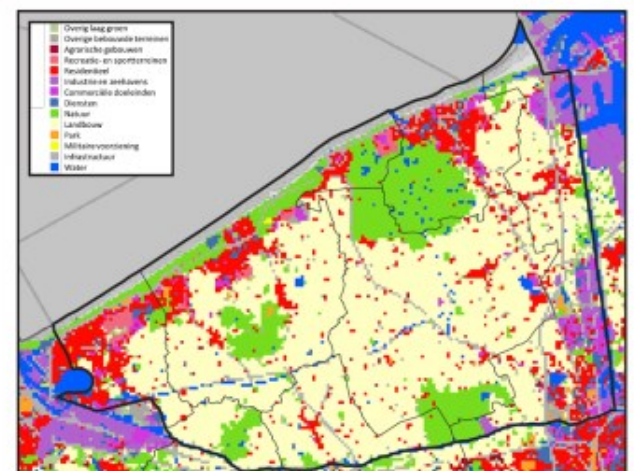 Overig laag groen
Overige bebouwde terreinen
Agrarische gebouwen
Recreatie- en sportterreinen
Residentieel
Industrie en zeehavens
Commerciële doeleinden
Diensten
Natuur
Landbouw
Park
Militaire voorziening
Infrastructuur
Water